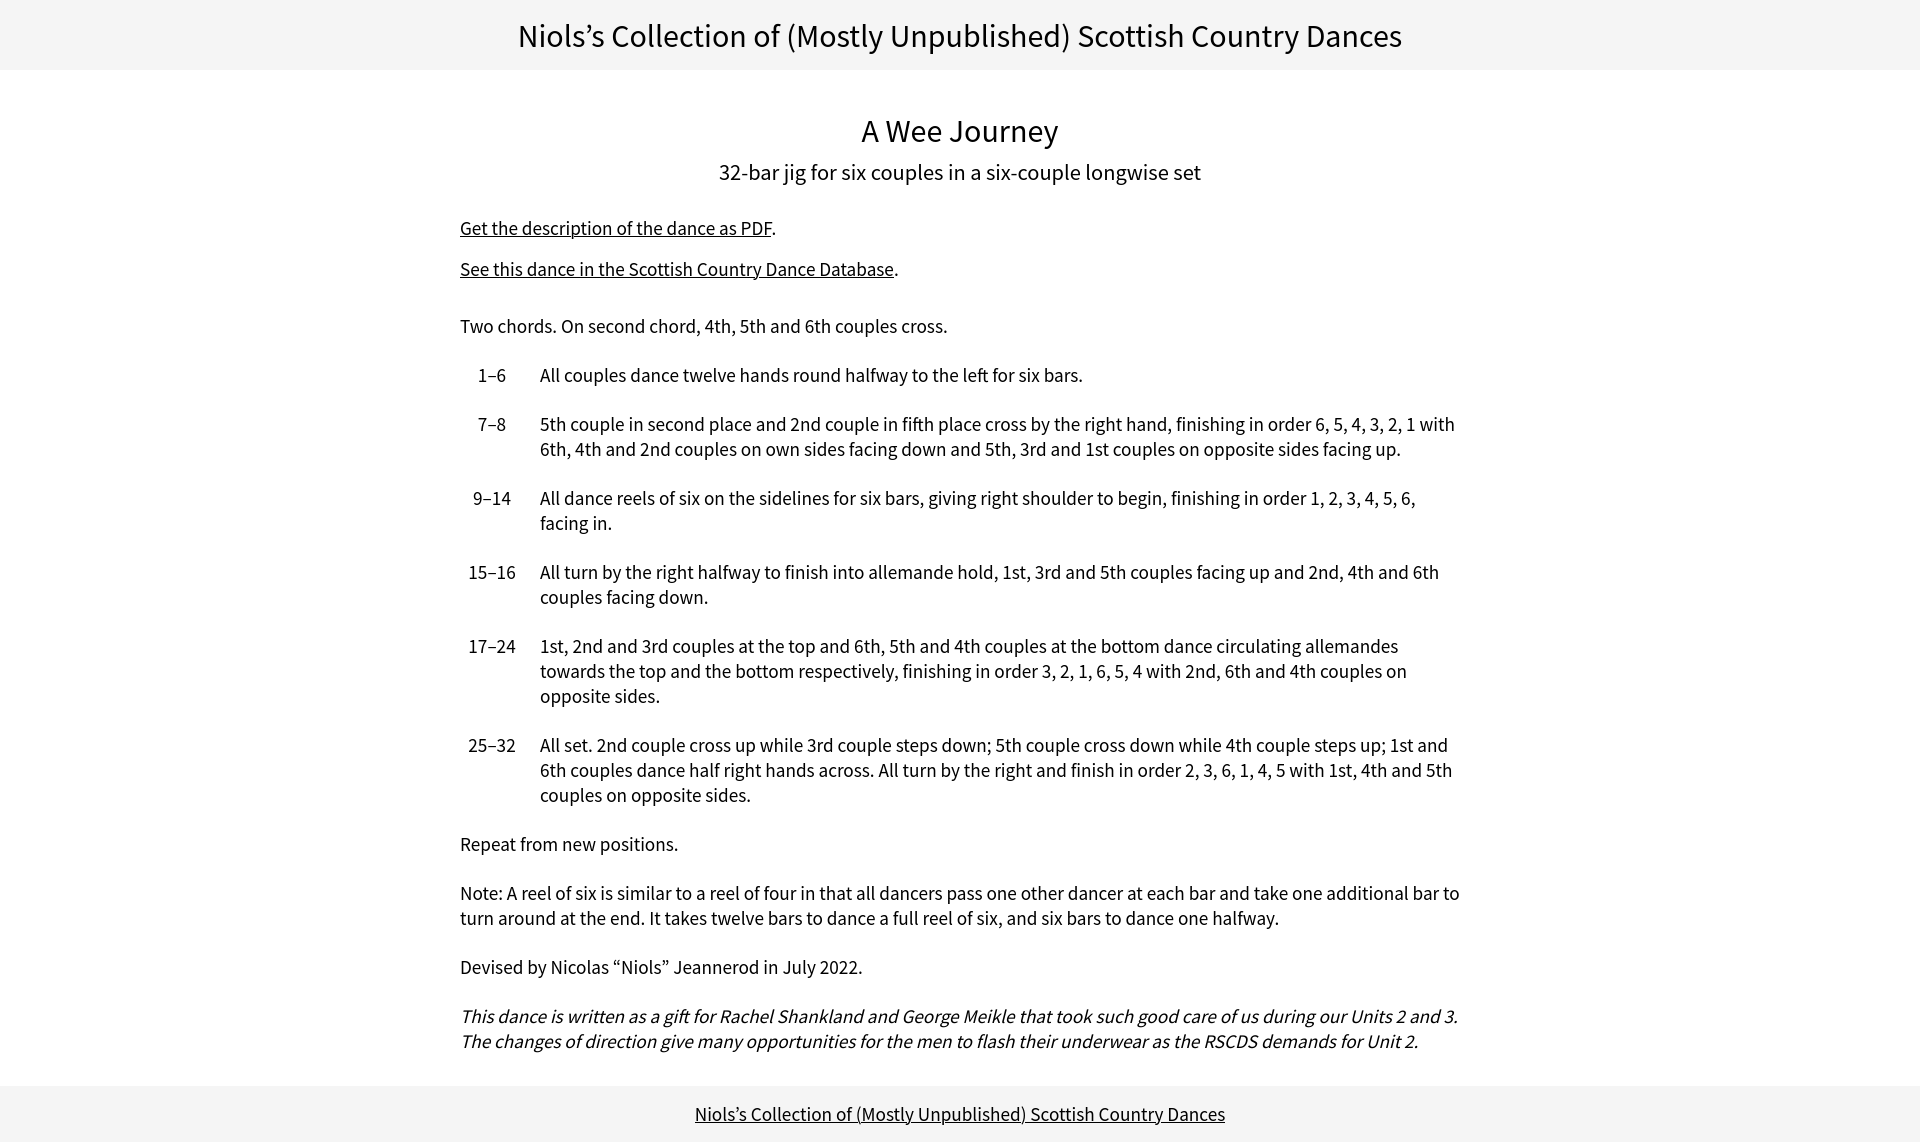 Niols’s Collection of (Mostly Unpublished) Scottish Country Dances
A Wee Journey
32-bar jig for six couples in a six-couple longwise set
Get the description of the dance as PDF.
See this dance in the Scottish Country Dance Database.
Two chords. On second chord, 4th, 5th and 6th couples cross.
1–6 All couples dance twelve hands round halfway to the left for six bars.
7–8 5th couple in second place and 2nd couple in fifth place cross by the right hand, finishing in order 6, 5, 4, 3, 2, 1 with
6th, 4th and 2nd couples on own sides facing down and 5th, 3rd and 1st couples on opposite sides facing up.
9–14 All dance reels of six on the sidelines for six bars, giving right shoulder to begin, finishing in order 1, 2, 3, 4, 5, 6,
facing in.
15–16 All turn by the right halfway to finish into allemande hold, 1st, 3rd and 5th couples facing up and 2nd, 4th and 6th
couples facing down.
17–24 1st, 2nd and 3rd couples at the top and 6th, 5th and 4th couples at the bottom dance circulating allemandes
towards the top and the bottom respectively, finishing in order 3, 2, 1, 6, 5, 4 with 2nd, 6th and 4th couples on
opposite sides.
25–32 All set. 2nd couple cross up while 3rd couple steps down; 5th couple cross down while 4th couple steps up; 1st and
6th couples dance half right hands across. All turn by the right and finish in order 2, 3, 6, 1, 4, 5 with 1st, 4th and 5th
couples on opposite sides.
Repeat from new positions.
Note: A reel of six is similar to a reel of four in that all dancers pass one other dancer at each bar and take one additional bar to
turn around at the end. It takes twelve bars to dance a full reel of six, and six bars to dance one halfway.
Devised by Nicolas “Niols” Jeannerod in July 2022.
This dance is written as a gift for Rachel Shankland and George Meikle that took such good care of us during our Units 2 and 3.
The changes of direction give many opportunities for the men to flash their underwear as the RSCDS demands for Unit 2.
Niols’s Collection of (Mostly Unpublished) Scottish Country Dances